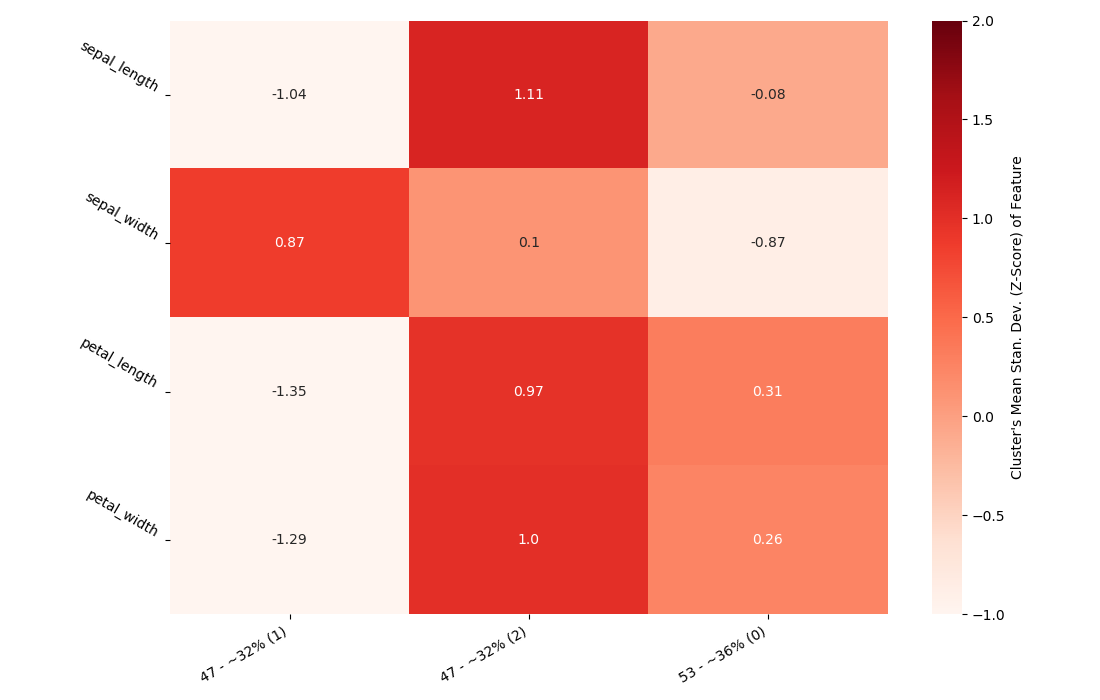 sepal_length
-1.04
1.11
-0.08
sepal_width
0.87
0.1
-0.87
petal_length
-1.35
0.97
0.31
petal_width
-1.29
1.0
0.26
47 - ~32% (1)
47 - ~32% (2)
53 - ~36% (0)
2.0
1.5
1.0
0.5
0.0
−0.5
−1.0
Cluster's Mean Stan. Dev. (Z-Score) of Feature